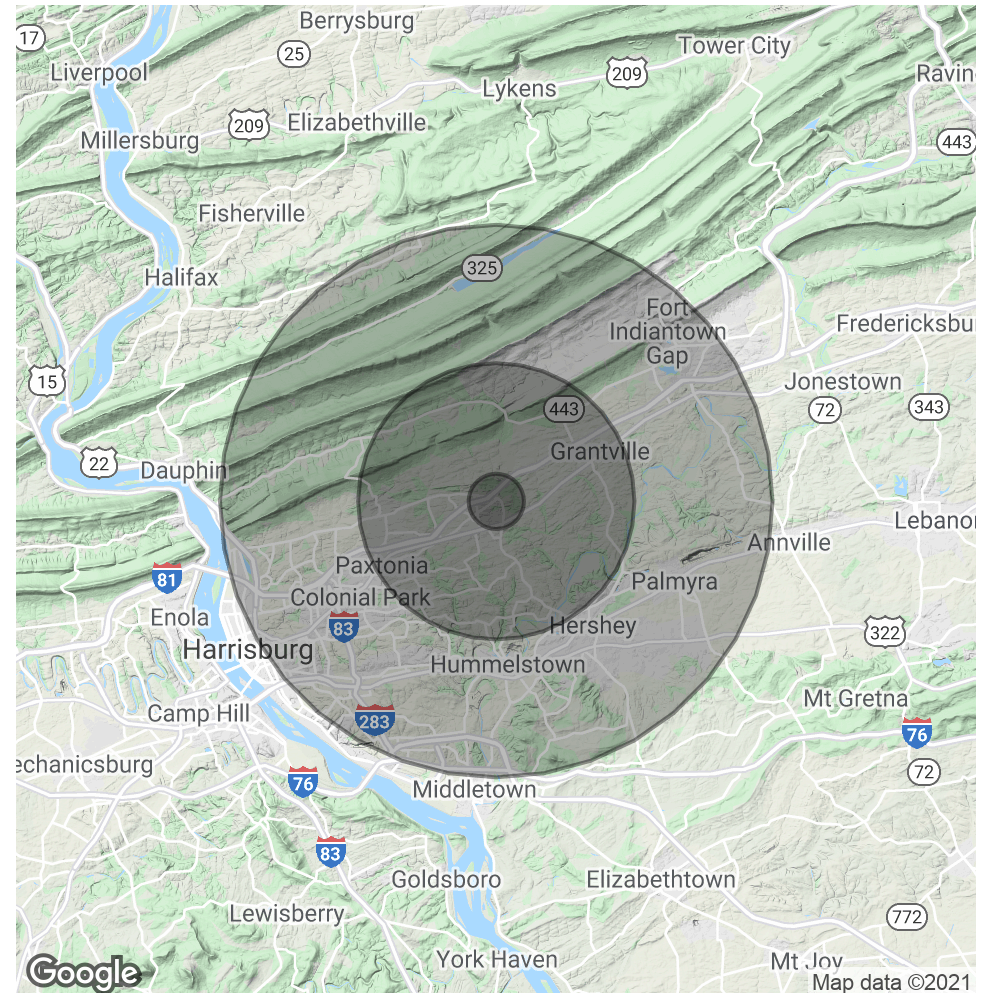 Berrysburg
17
25
Tower City
Liverpool
209
Ravin
Lykens
209
Elizabethville
Millersburg
443
Fisherville
325
Halifax
Fort
Indiantown
Gap
Fredericksbur
15
Jonestown
443
72
343
Grantville
22
Dauphin
Lebanon
Annville
Paxtonia
81
Palmyra
Colonial Park
Enola
83
Hershey
322
Harrisburg
Hummelstown
Mt Gretna
Camp Hill
283
76
echanicsburg
72
76
Middletown
83
Goldsboro
Elizabethtown
Lewisberry
772
York Haven
Mt Joy
Google
Map data ©2021